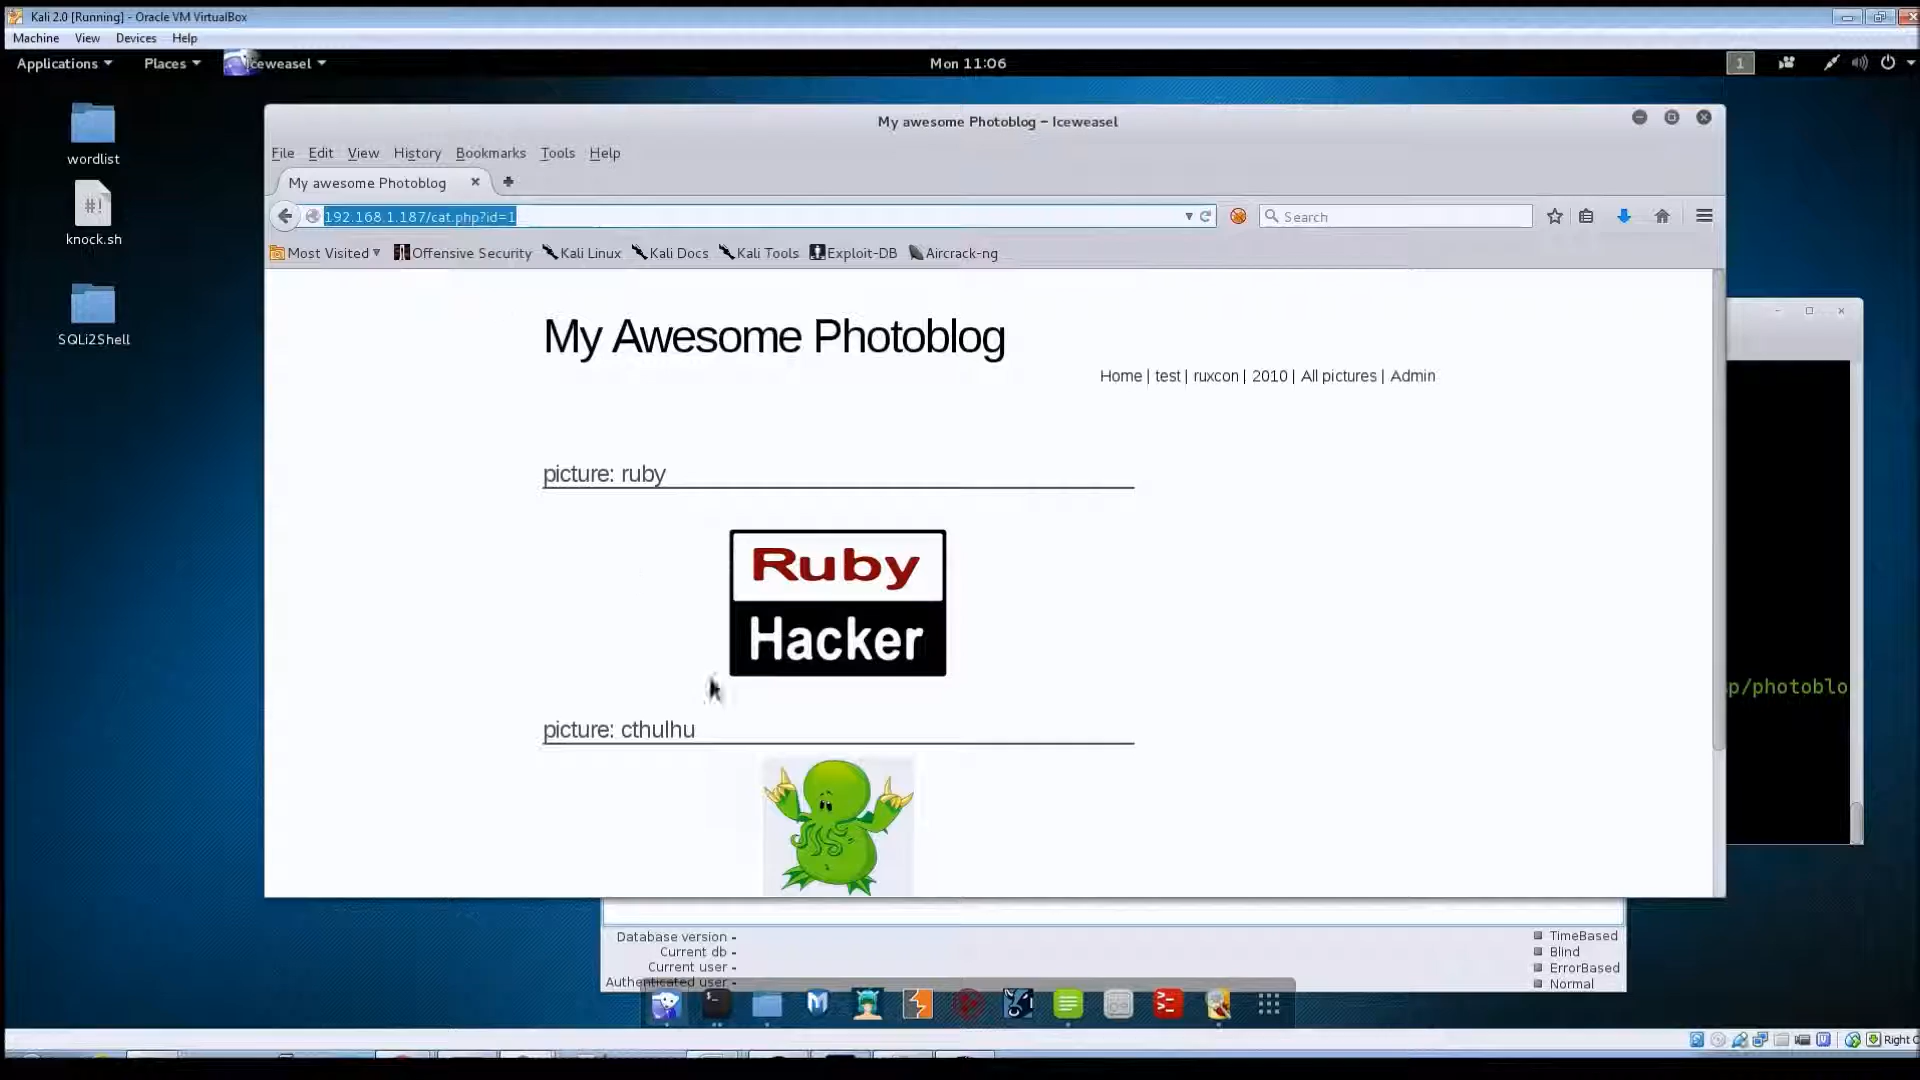 Kali 2.0 [Running] - Oracle VM VirtualBox
Machine View Devices Help
Applications Places Iceweasel Mon 11:06 1
wordlist
knock.sh
SQLi2Shell
#!
My awesome Photoblog - Iceweasel
File Edit View History Bookmarks Tools Help
My awesome Photoblog
192.168.1.187/cat.php?id=1 Search
Most Visited Offensive Security Kali Linux Kali Docs Kali Tools Exploit-DB Aircrack-ng
My Awesome Photoblog
Home | test | ruxcon | 2010 | All pictures | Admin
picture: ruby
Ruby
Hacker
p/photoblo
picture: cthulhu
Database version -
Current db -
Current user -
Authenticated user -
TimeBased
Blind
ErrorBased
Normal
Right C